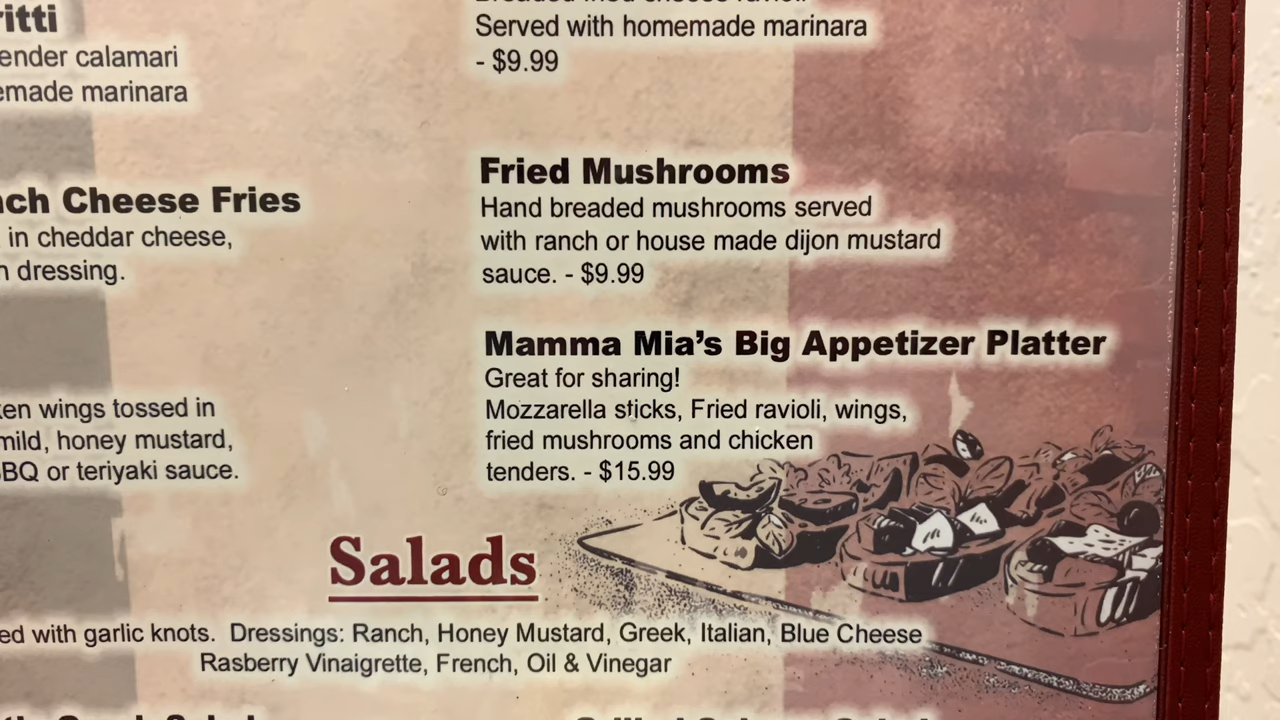 ritti
ender calamari
emade marinara
Served with homemade marinara
- $9.99
Fried Mushrooms
Hand breaded mushrooms served
with ranch or house made dijon mustard
sauce. - $9.99
Cheese Fries
in cheddar cheese,
dressing.
Mamma Mia's Big Appetizer Platter
Great for sharing!
Mozzarella sticks, Fried ravioli, wings,
fried mushrooms and chicken
tenders. - $15.99
wings tossed in
mild, honey mustard,
BBQ or teriyaki sauce.
Salads
ed with garlic knots. Dressings: Ranch, Honey Mustard, Greek, Italian, Blue Cheese
Rasberry Vinaigrette, French, Oil & Vinegar